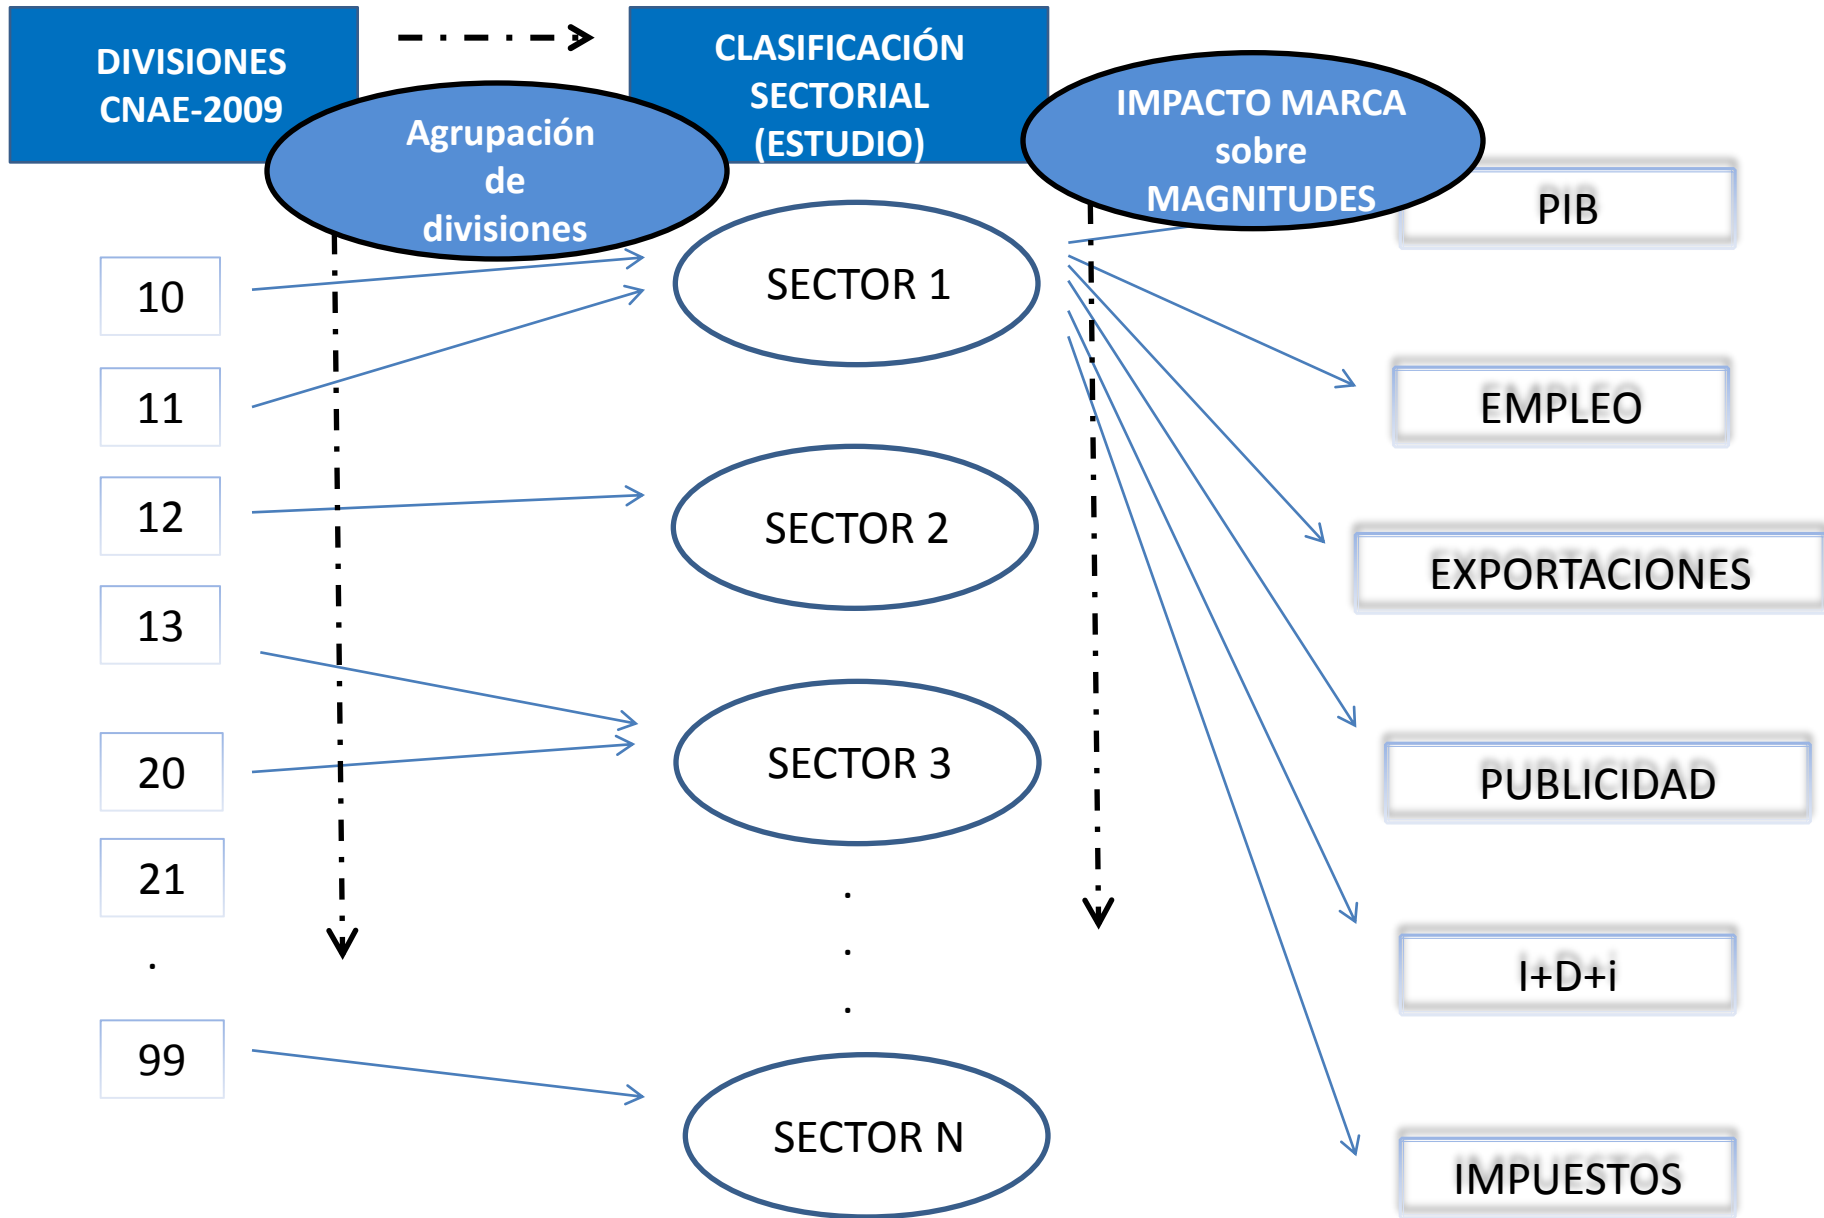 DIVISIONES
CNAE-2009
Agrupación
de
divisiones
CLASIFICACIÓN
SECTORIAL
(ESTUDIO)
IMPACTO MARCA
sobre
MAGNITUDES
10
11
12
13
20
21
.
99
SECTOR 1
SECTOR 2
SECTOR 3
.
.
.
SECTOR N
PIB
EMPLEO
EXPORTACIONES
PUBLICIDAD
I+D+i
IMPUESTOS